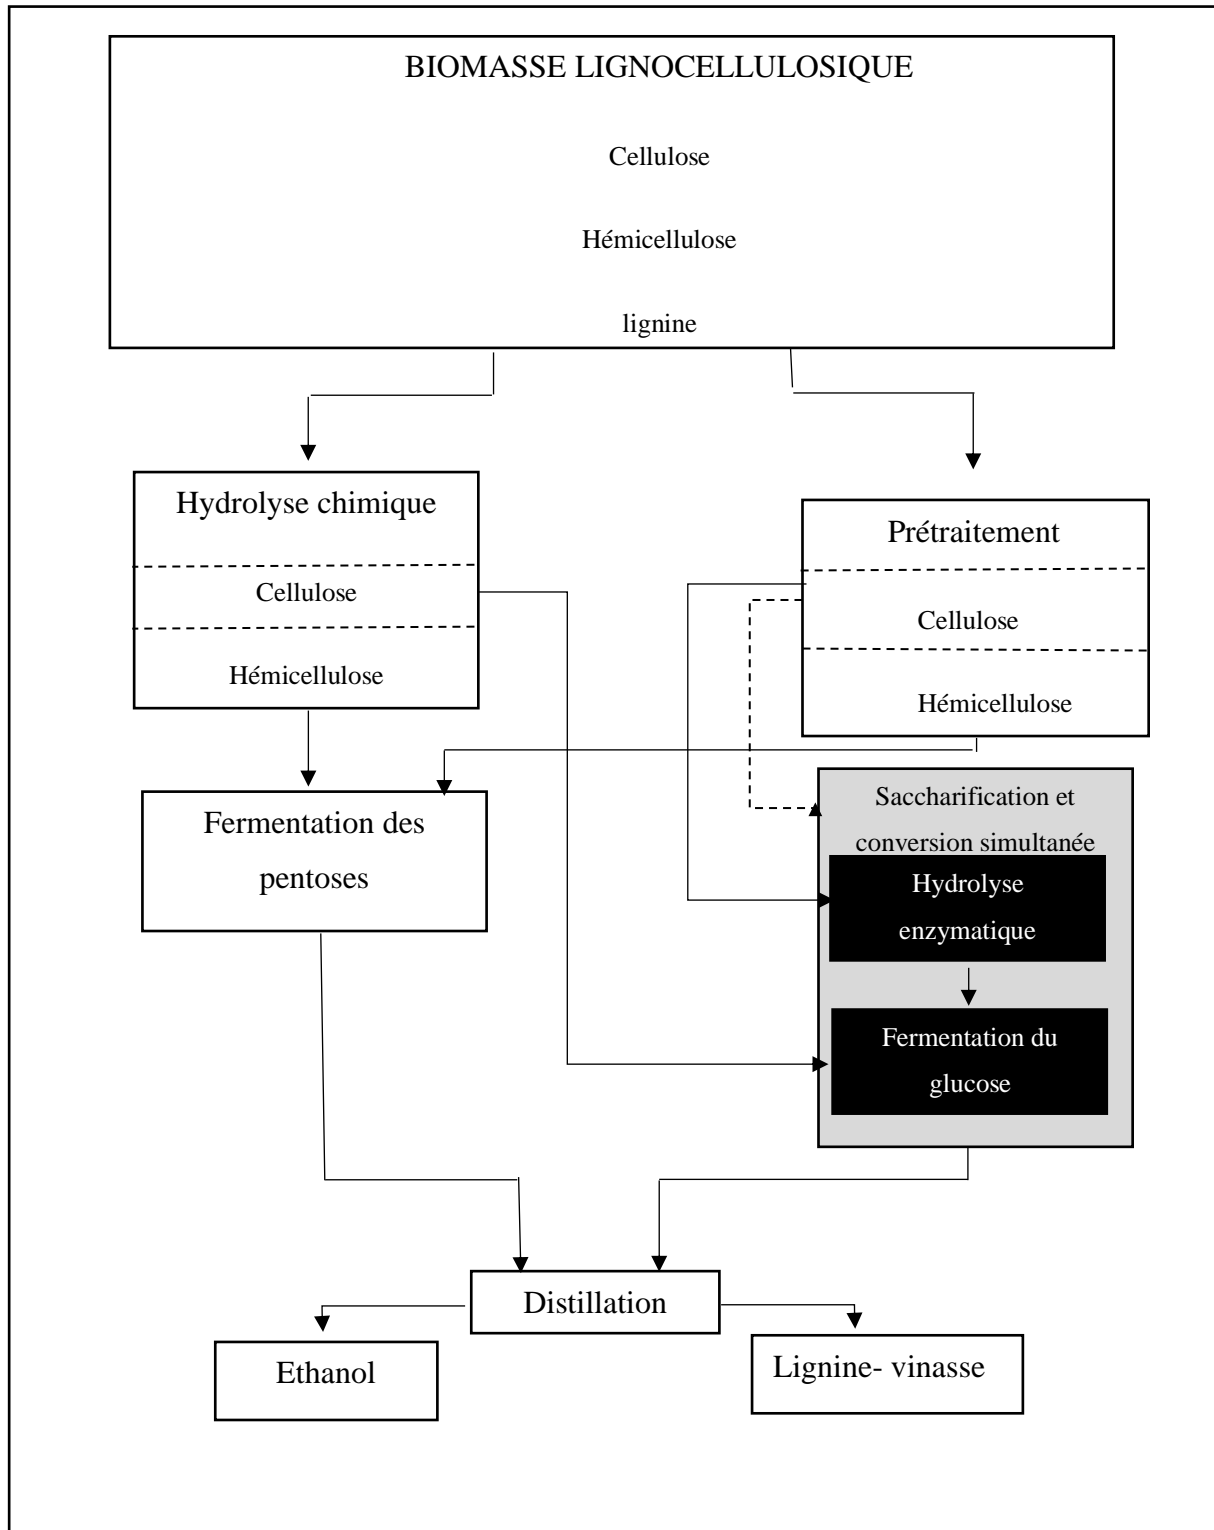 BIOMASSE LIGNOCELLULOSIQUE
Cellulose
Hémicellulose
lignine
Hydrolyse chimique
Cellulose
Hémicellulose
Prétraitement
Cellulose
Hémicellulose
Fermentation des
pentoses
Saccharification et
conversion simultanée
Hydrolyse
enzymatique
Fermentation du
glucose
Distillation
Ethanol
Lignine- vinasse